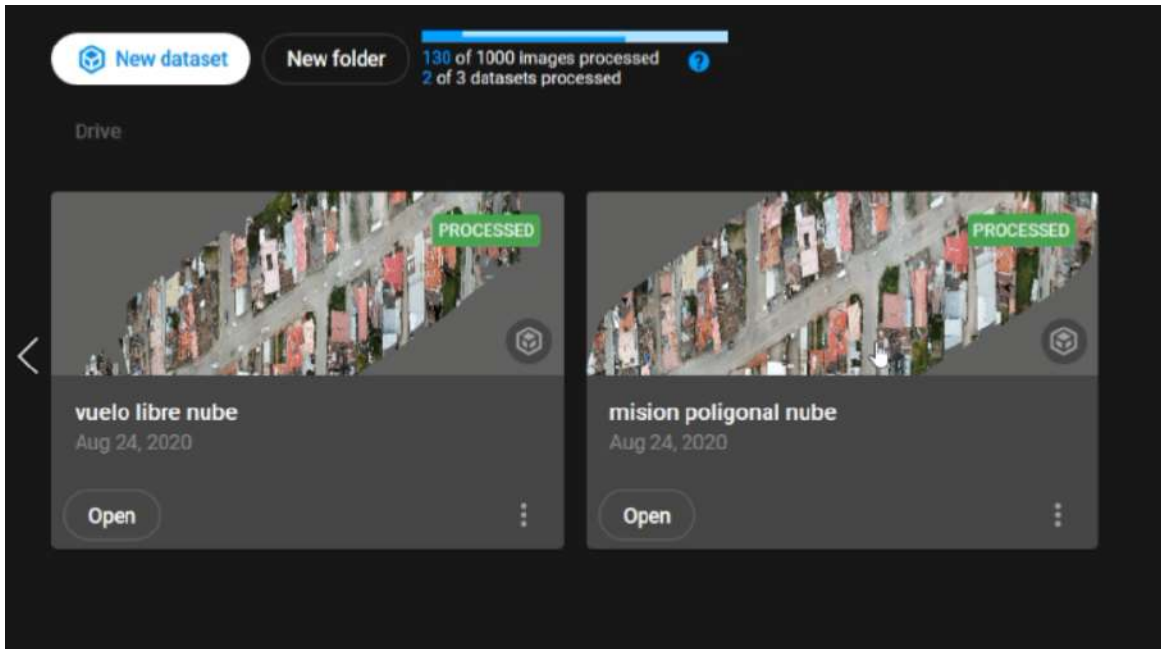 New dataset
New folder
130 of 1000 images processed
?
2 of 3 datasets processed
Drive
PROCESSED
PROCESSED
vuelo libre nube
Aug 24, 2020
Open
mision poligonal nube
Aug 24, 2020
Open